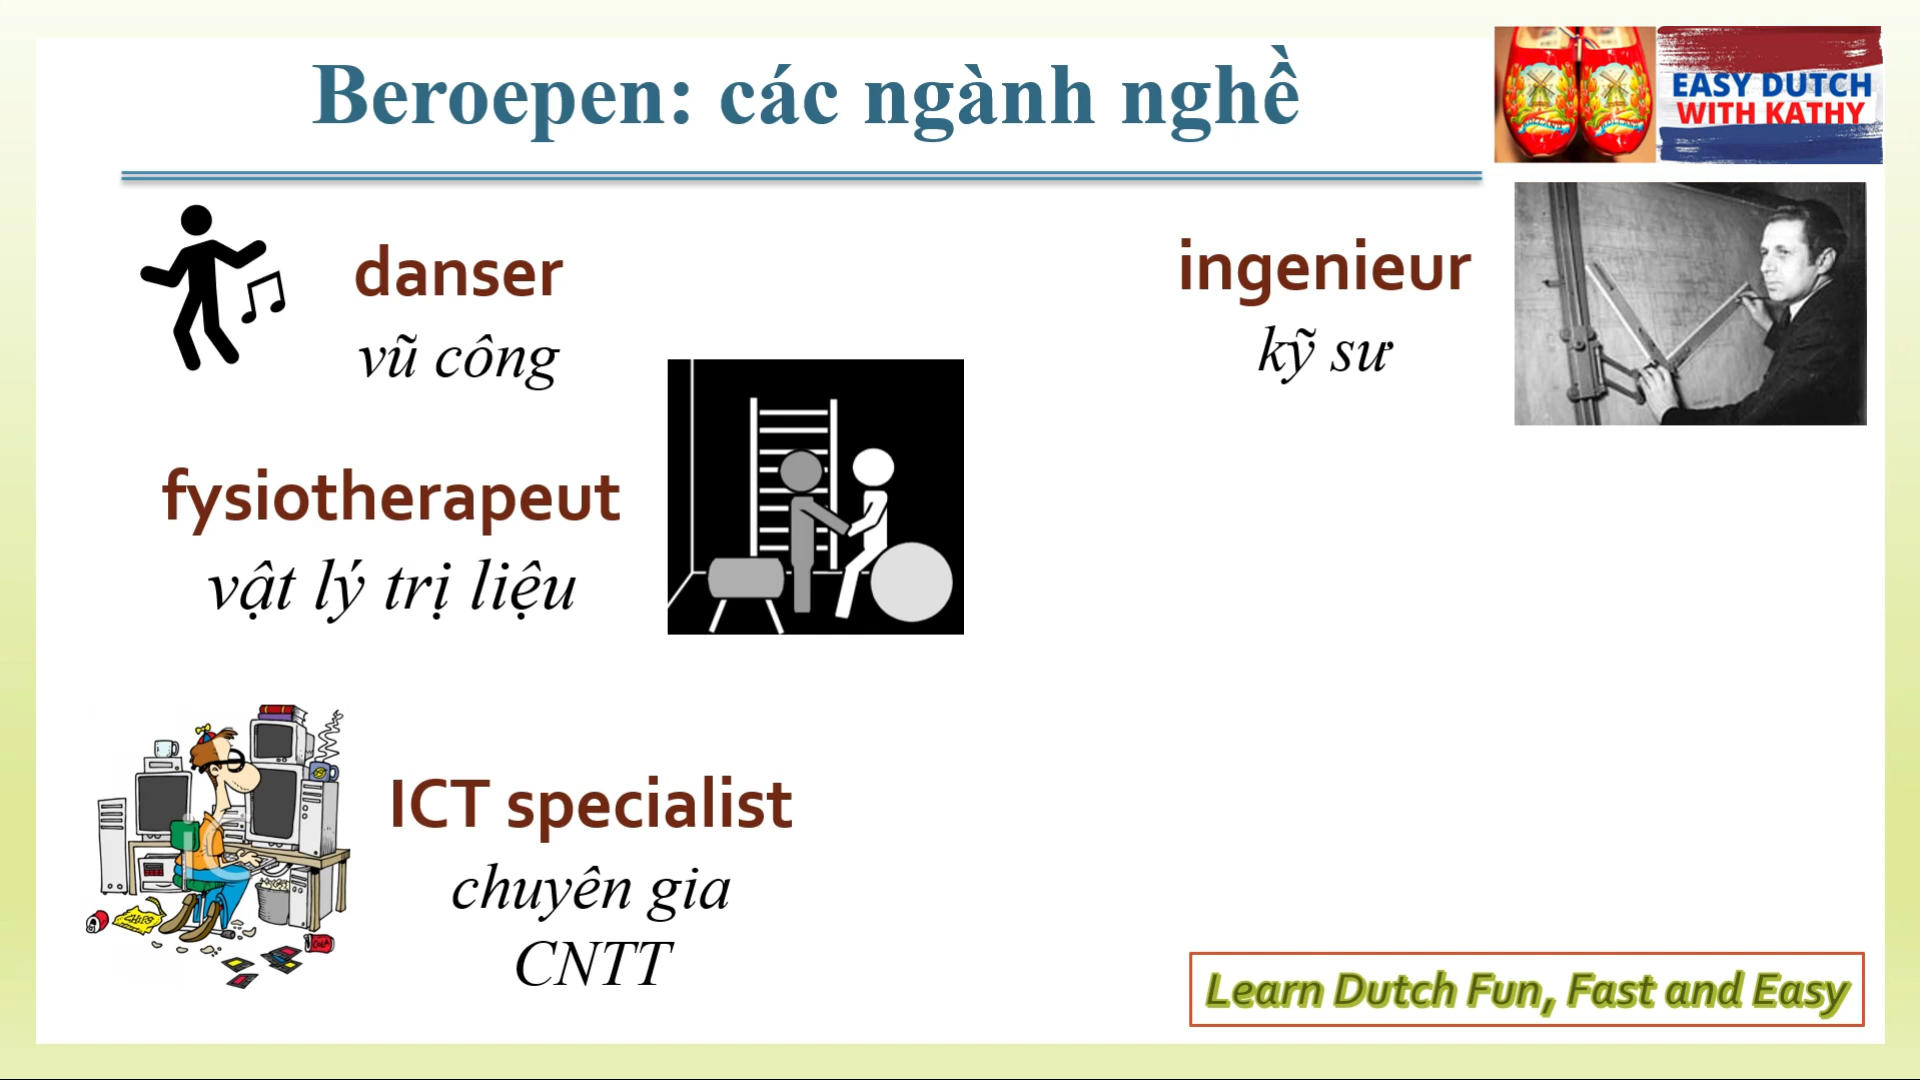 Beroepen: các ngành nghề
EASY DUTCH
WITH KATHY
danser
vũ công
ingenieur
kỹ sư
fysiotherapeut
vật lý trị liệu
ICT specialist
chuyên gia
CNTT
Learn Dutch Fun, Fast and Easy